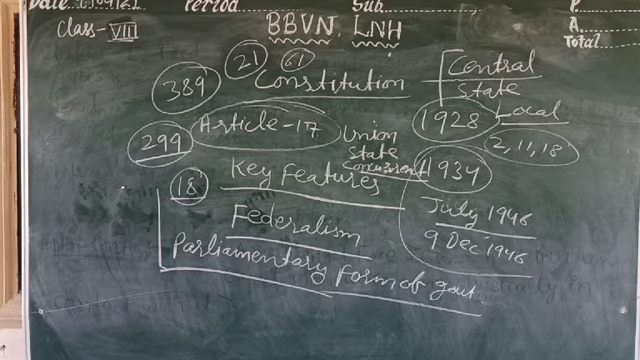 Date Period Sub P
A.
Total
Class- VIII BBVN, LNH
21 61
389 Constitution Central
State
Local
299 Article-17 1928
Union
State
Concurrent
2, 11, 18
18 Key Features 1934
Federalism July 1946
9 Dec 1946
Parliamentary form of govt.